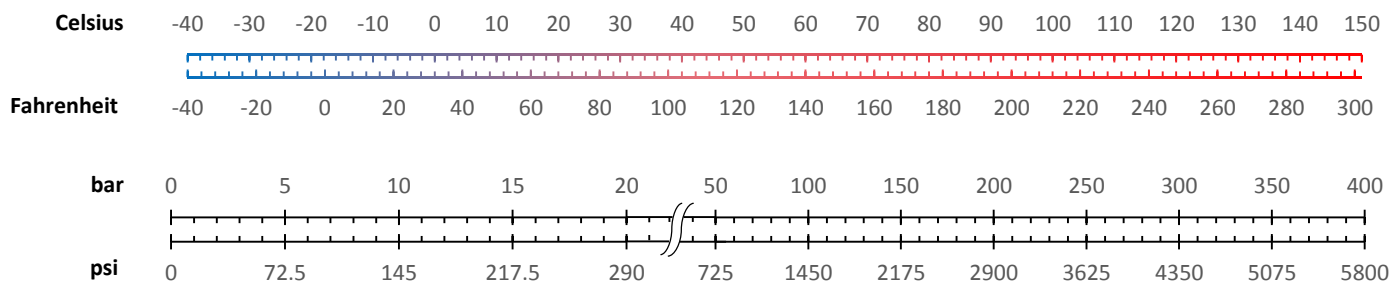 Celsius -40 -30 -20 -10 0 10 20 30 40 50 60 70 80 90 100 110 120 130 140 150
Fahrenheit -40 -20 0 20 40 60 80 100 120 140 160 180 200 220 240 260 280 300
bar 0 5 10 15 20 50 100 150 200 250 300 350 400
psi 0 72.5 145 217.5 290 725 1450 2175 2900 3625 4350 5075 5800